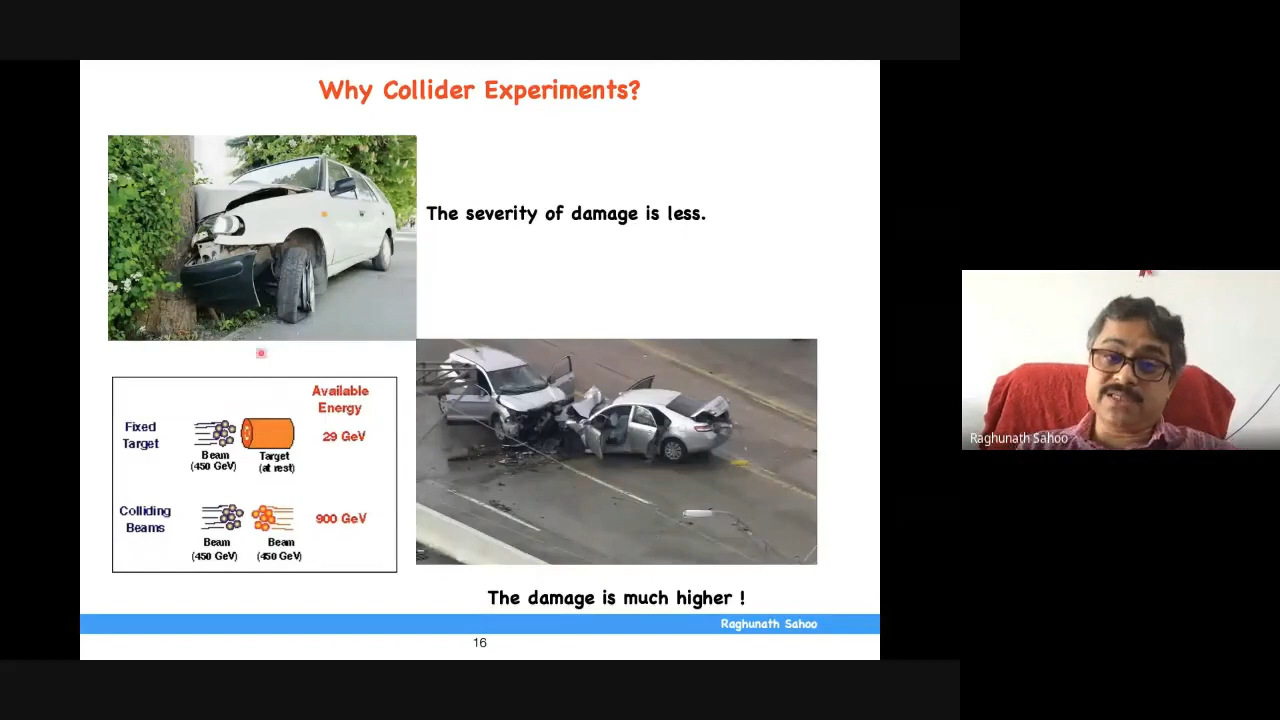 Why Collider Experiments?
The severity of damage is less.
Available
Energy
Fixed
Target
29 GeV
Beam
(450 GeV)
Target
(at rest)
Colliding
Beams
900 GeV
Beam
(450 GeV)
Beam
(450 GeV)
The damage is much higher !
Raghunath Sahoo
16
Raghunath Sahoo